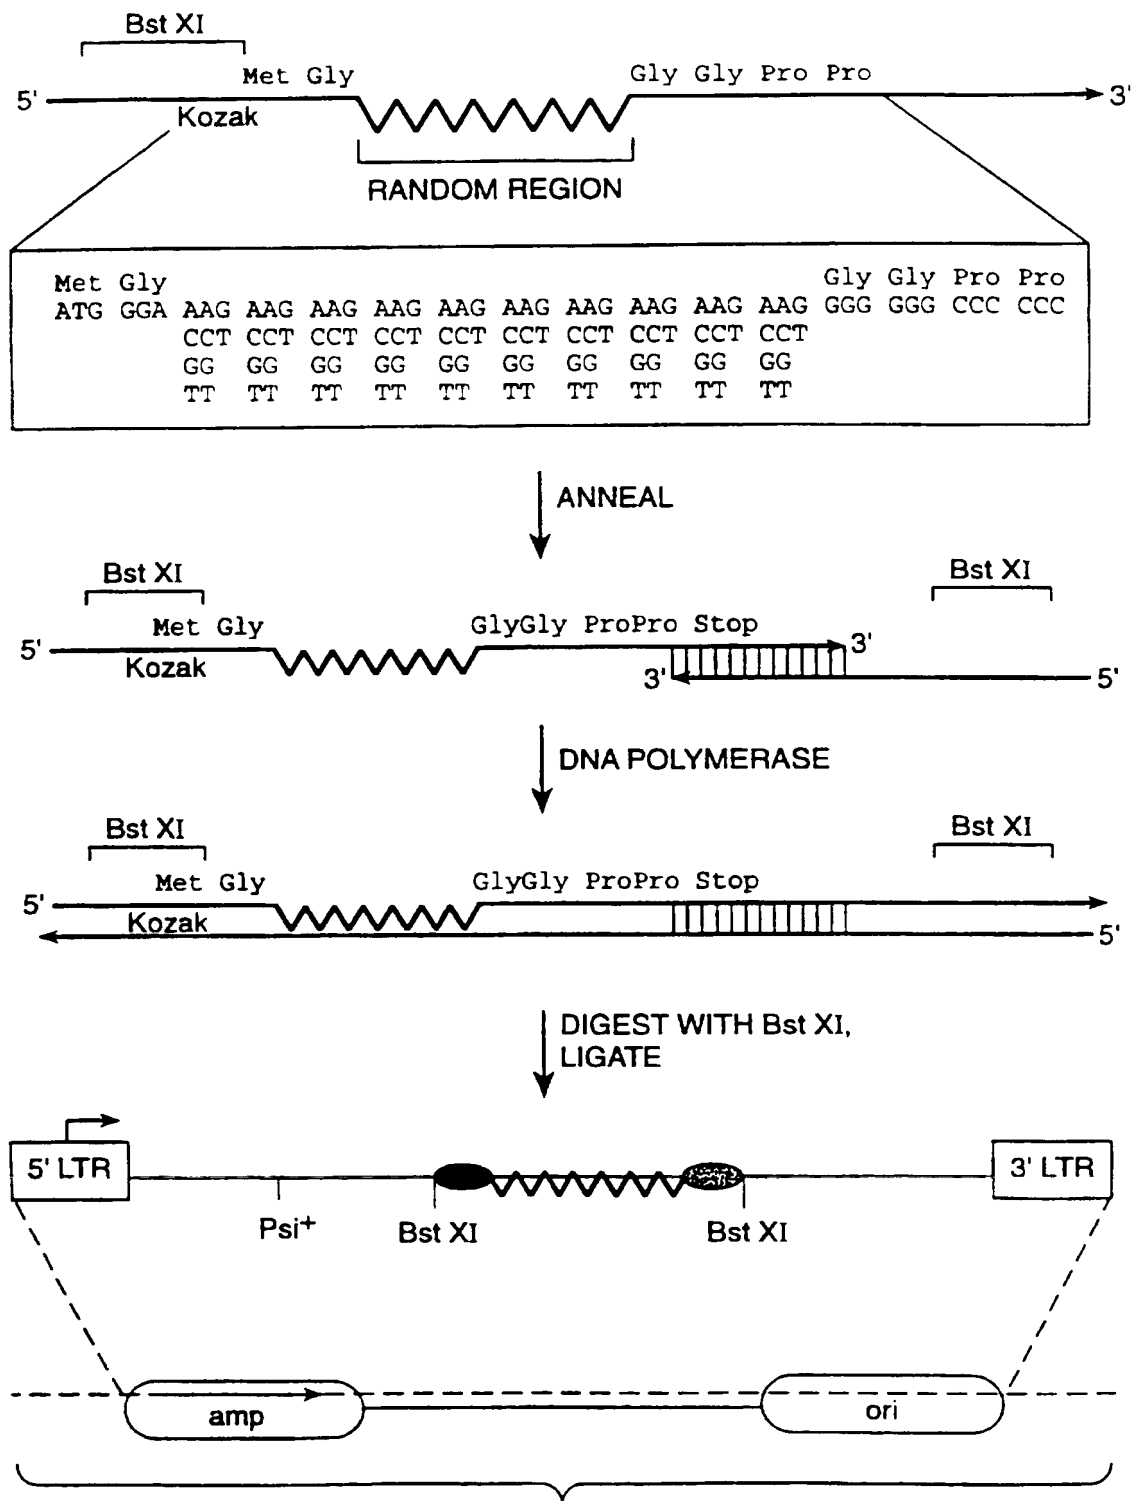 Bst XI
Met Gly
Gly Gly Pro Pro
5'
3'
Kozak
RANDOM REGION
Met Gly
Gly Gly Pro Pro
ATG GGA AAG AAG AAG AAG AAG AAG AAG AAG AAG AAG GGG GGG CCC CCC
CCT CCT CCT CCT CCT CCT CCT CCT CCT CCT
GG GG GG GG GG GG GG GG GG GG
TT TT TT TT TT TT TT TT TT TT
ANNEAL
Bst XI
Bst XI
Met Gly
GlyGly ProPro Stop
5'
3'
Kozak
3'
5'
DNA POLYMERASE
Bst XI
Bst XI
Met Gly
GlyGly ProPro Stop
5'
Kozak
5'
DIGEST WITH Bst XI,
LIGATE
5' LTR
3' LTR
Psi+
Bst XI
Bst XI
amp
ori